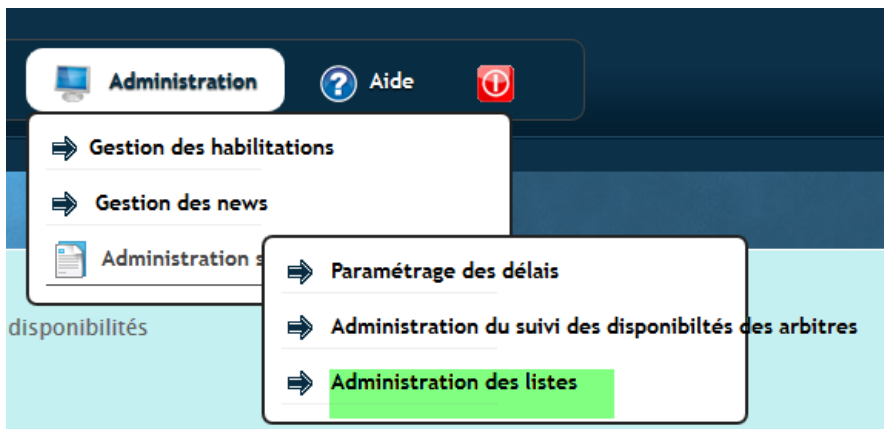 Administration
Aide
Gestion des habilitations
Gestion des news
Administration s
Paramétrage des délais
disponibilités
Administration du suivi des disponibiltés des arbitres
Administration des listes